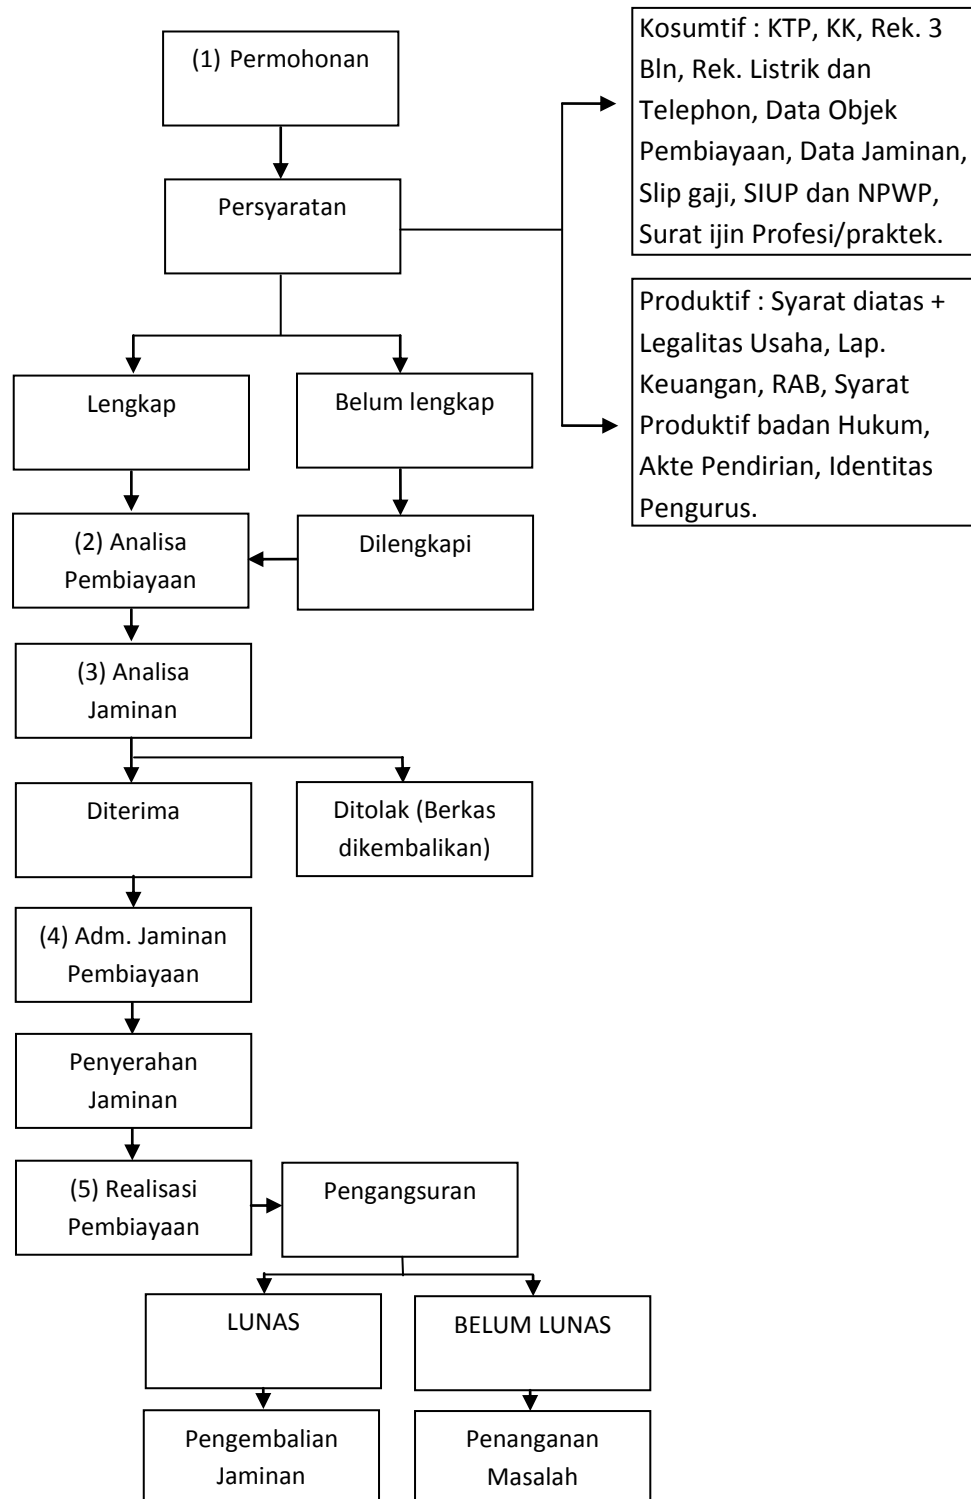 (1) Permohonan
Kosumtif : KTP, KK, Rek. 3
Bln, Rek. Listrik dan
Telephon, Data Objek
Pembiayaan, Data Jaminan,
Slip gaji, SIUP dan NPWP,
Surat ijin Profesi/praktek.
Persyaratan
Produktif : Syarat diatas +
Legalitas Usaha, Lap.
Keuangan, RAB, Syarat
Produktif badan Hukum,
Akte Pendirian, Identitas
Pengurus.
Lengkap
Belum lengkap
(2) Analisa
Pembiayaan
Dilengkapi
(3) Analisa
Jaminan
Diterima
Ditolak (Berkas
dikembalikan)
(4) Adm. Jaminan
Pembiayaan
Penyerahan
Jaminan
(5) Realisasi
Pembiayaan
Pengangsuran
LUNAS
BELUM LUNAS
Pengembalian
Jaminan
Penanganan
Masalah